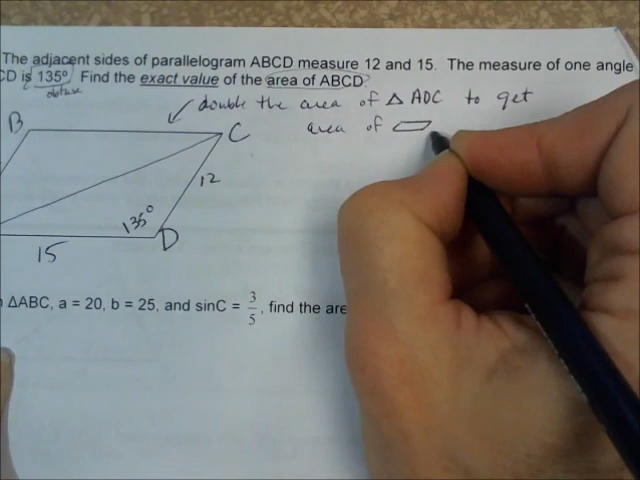 The adjacent sides of parallelogram ABCD measure 12 and 15. The measure of one angle
CD is 135° Find the exact value of the area of ABCD.
obtuse
double the area of △ ADC to get
area of ▱
B
C
12
135°
D
15
ΔABC, a = 20, b = 25, and sinC = 3/5, find the are